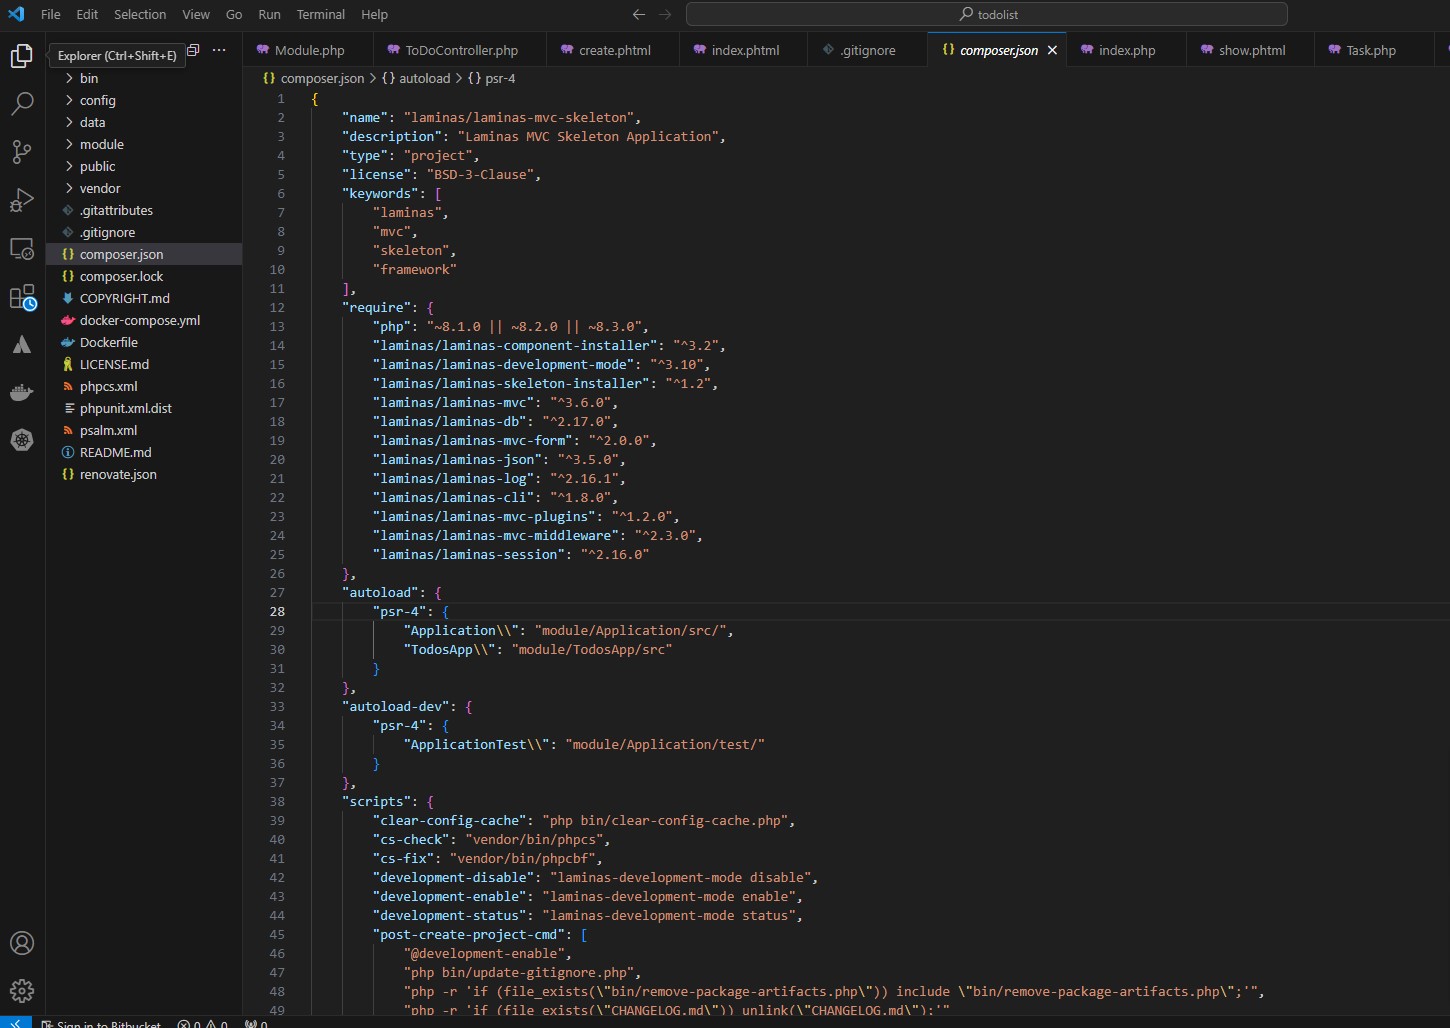 File Edit Selection View Go Run Terminal Help
todolist
Explorer (Ctrl+Shift+E)
Module.php
ToDoController.php
create.phtml
index.phtml
.gitignore
composer.json
index.php
show.phtml
Task.php
composer.json > {} autoload > {} psr-4
bin
config
data
module
public
vendor
.gitattributes
.gitignore
composer.json
composer.lock
COPYRIGHT.md
docker-compose.yml
Dockerfile
LICENSE.md
phpcs.xml
phpunit.xml.dist
psalm.xml
README.md
renovate.json
1 {
2 "name": "laminas/laminas-mvc-skeleton",
3 "description": "Laminas MVC Skeleton Application",
4 "type": "project",
5 "license": "BSD-3-Clause",
6 "keywords": [
7 "laminas",
8 "mvc",
9 "skeleton",
10 "framework"
11 ],
12 "require": {
13 "php": "~8.1.0 || ~8.2.0 || ~8.3.0",
14 "laminas/laminas-component-installer": "^3.2",
15 "laminas/laminas-development-mode": "^3.10",
16 "laminas/laminas-skeleton-installer": "^1.2",
17 "laminas/laminas-mvc": "^3.6.0",
18 "laminas/laminas-db": "^2.17.0",
19 "laminas/laminas-mvc-form": "^2.0.0",
20 "laminas/laminas-json": "^3.5.0",
21 "laminas/laminas-log": "^2.16.1",
22 "laminas/laminas-cli": "^1.8.0",
23 "laminas/laminas-mvc-plugins": "^1.2.0",
24 "laminas/laminas-mvc-middleware": "^2.3.0",
25 "laminas/laminas-session": "^2.16.0"
26 },
27 "autoload": {
28 "psr-4": {
29 "Application\\": "module/Application/src/",
30 "TodosApp\\": "module/TodosApp/src"
31 }
32 },
33 "autoload-dev": {
34 "psr-4": {
35 "ApplicationTest\\": "module/Application/test/"
36 }
37 },
38 "scripts": {
39 "clear-config-cache": "php bin/clear-config-cache.php",
40 "cs-check": "vendor/bin/phpcs",
41 "cs-fix": "vendor/bin/phpcbf",
42 "development-disable": "laminas-development-mode disable",
43 "development-enable": "laminas-development-mode enable",
44 "development-status": "laminas-development-mode status",
45 "post-create-project-cmd": [
46 "@development-enable",
47 "php bin/update-gitignore.php",
48 "php -r 'if (file_exists(\"bin/remove-package-artifacts.php\")) include \"bin/remove-package-artifacts.php\";'",
49 "php -r 'if (file_exists(\"CHANGELOG.md\")) unlink(\"CHANGELOG.md\");'"
Sign in to Bitbucket 0 0 0